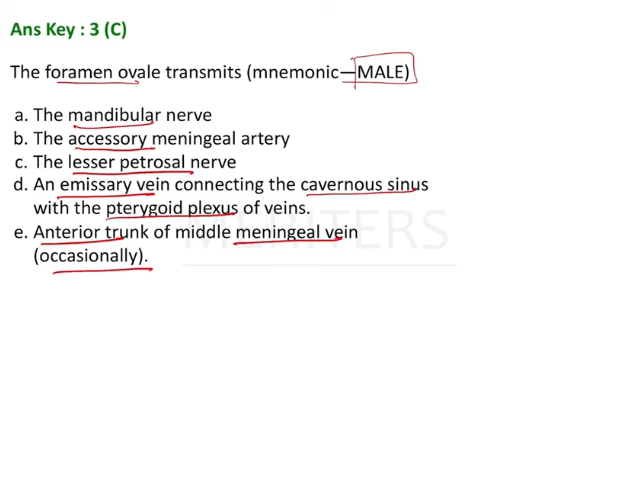 Ans Key : 3 (C)
The foramen ovale transmits (mnemonic—MALE)
a. The mandibular nerve
b. The accessory meningeal artery
c. The lesser petrosal nerve
d. An emissary vein connecting the cavernous sinus
with the pterygoid plexus of veins.
e. Anterior trunk of middle meningeal vein
(occasionally).
MERITERS